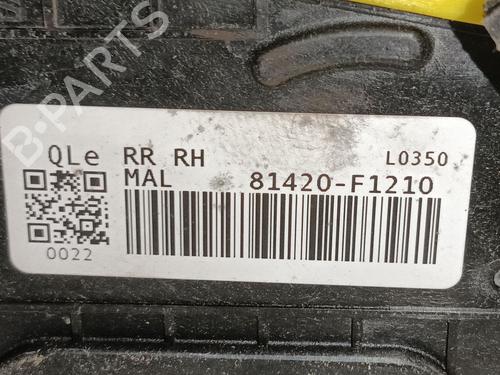 B-PARTS
QLe RR RH L0350
MAL 81420-F1210
0022